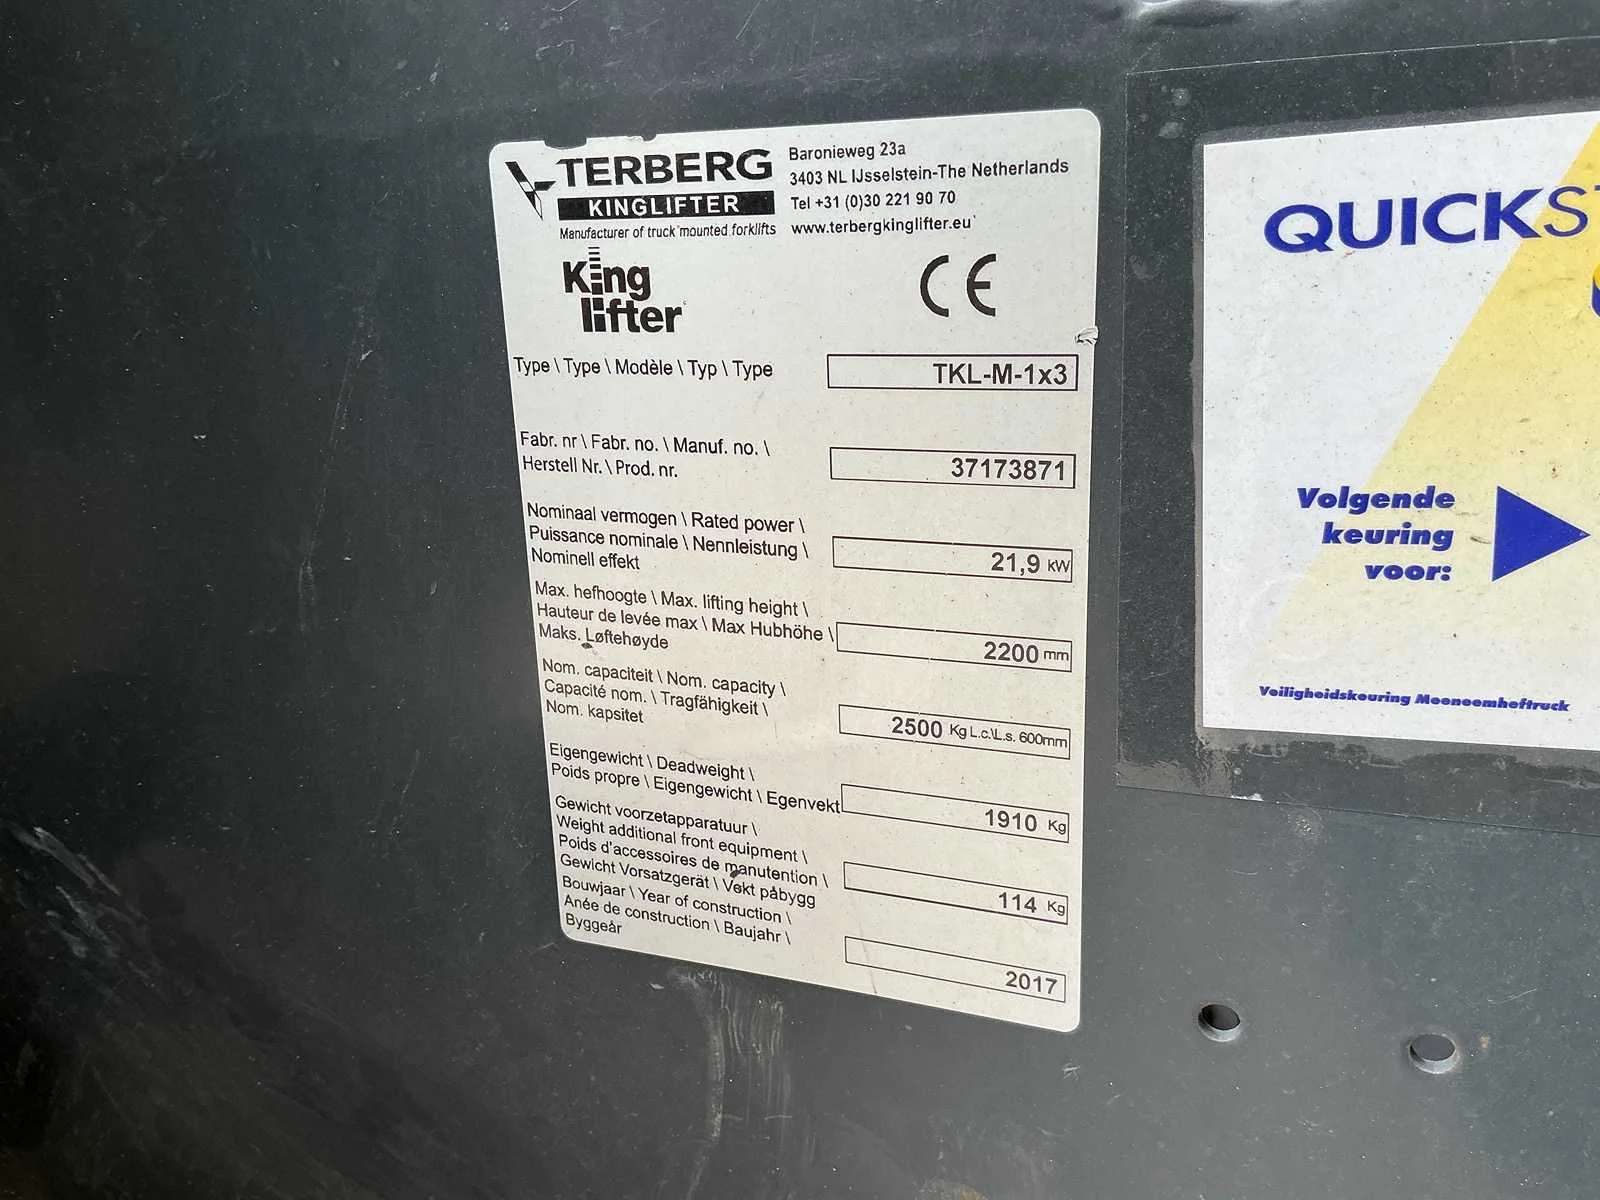 TERBERG
KINGLIFTER
Manufacturer of truck mounted forklifts
Baronieweg 23a
3403 NL IJsselstein-The Netherlands
Tel +31 (0)30 221 90 70
www.terbergkinglifter.eu
King
lifter
CE
Type \ Type \ Modèle \ Typ \ Type
TKL-M-1x3
Fabr. nr \ Fabr. no. \ Manuf. no. \
Herstell Nr. \ Prod. nr.
37173871
Nominaal vermogen \ Rated power \
Puissance nominale \ Nennleistung \
Nominell effekt
21,9 kW
Max. hefhoogte \ Max. lifting height \
Hauteur de levée max \ Max Hubhöhe \
Maks. Løftehøyde
2200 mm
Nom. capaciteit \ Nom. capacity \
Capacité nom. \ Tragfähigkeit \
Nom. kapsitet
2500 Kg L.c.\L.s. 600mm
Eigengewicht \ Deadweight \
Poids propre \ Eigengewicht \ Egenvekt
1910 Kg
Gewicht voorzetapparatuur \
Weight additional front equipment \
Poids d'accessoires de manutention \
Gewicht Vorsatzgerät \ Vekt påbygg
114 Kg
Bouwjaar \ Year of construction \
Anée de construction \ Baujahr \
Byggeår
2017
QUICKS
Volgende
keuring
voor:
Veiligheidskeuring Meeneemheftruck